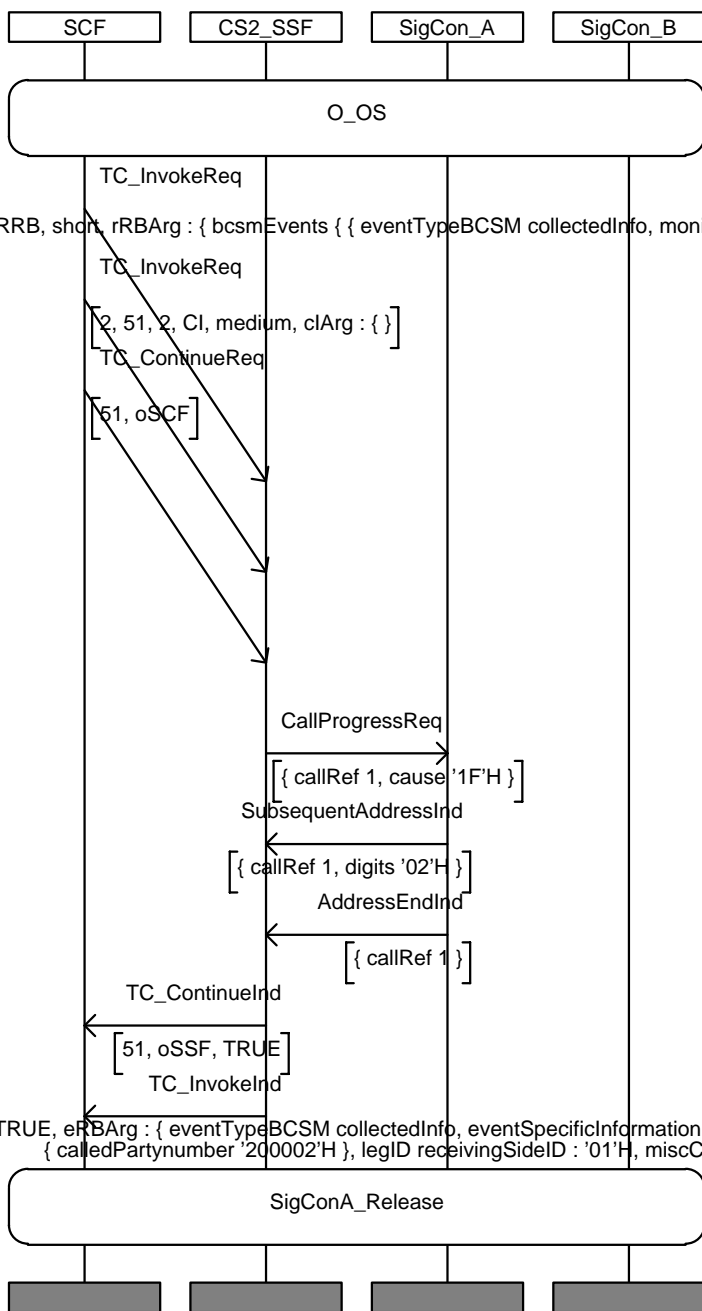 SCF CS2_SSF SigCon_A SigCon_B
O_OS
TC_InvokeReq
RRB, short, rRBArg : { bcsmEvents { { eventTypeBCSM collectedInfo, moni
TC_InvokeReq
2, 51, 2, CI, medium, cIArg : { }
TC_ContinueReq
51, oSCF
CallProgressReq
{ callRef 1, cause '1F'H }
SubsequentAddressInd
{ callRef 1, digits '02'H }
AddressEndInd
{ callRef 1 }
TC_ContinueInd
51, oSSF, TRUE
TC_InvokeInd
TRUE, eRBArg : { eventTypeBCSM collectedInfo, eventSpecificInformation
{ calledPartynumber '200002'H }, legID receivingSideID : '01'H, miscC
SigConA_Release